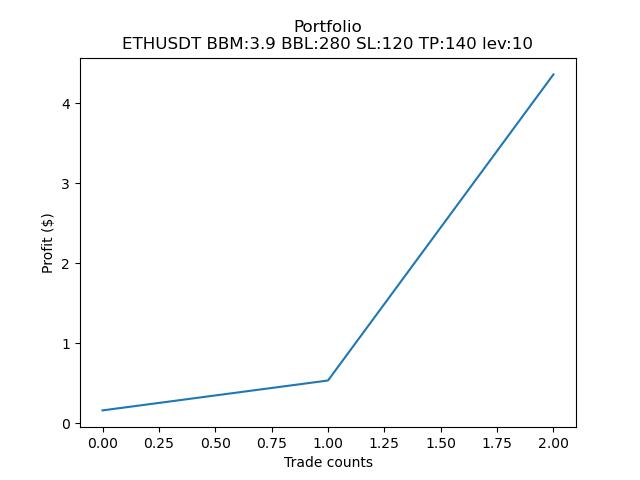 Portfolio
ETHUSDT BBM:3.9 BBL:280 SL:120 TP:140 lev:10
4
3
2
1
0
Profit ($)
0.00 0.25 0.50 0.75 1.00 1.25 1.50 1.75 2.00
Trade counts